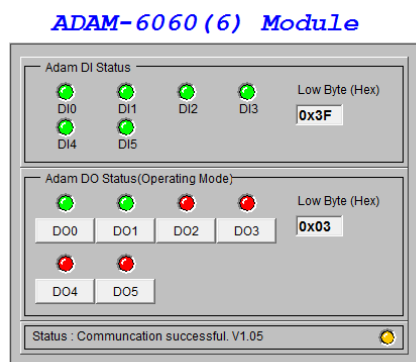 ADAM-6060(6) Module
Adam DI Status
DI0 DI1 DI2 DI3 Low Byte (Hex)
0x3F
DI4 DI5
Adam DO Status(Operating Mode)
Low Byte (Hex)
DO0 DO1 DO2 DO3 0x03
DO4 DO5
Status : Communcation successful. V1.05